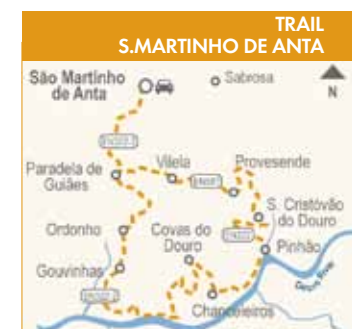 TRAIL
S.MARTINHO DE ANTA
São Martinho
de Anta
Sabrosa
N
Paradela de
Guiães
Vilela
Provesende
S. Cristóvão
do Douro
Ordonho
Covas do
Douro
Pinhão
Gouvinhas
Chanceleiros